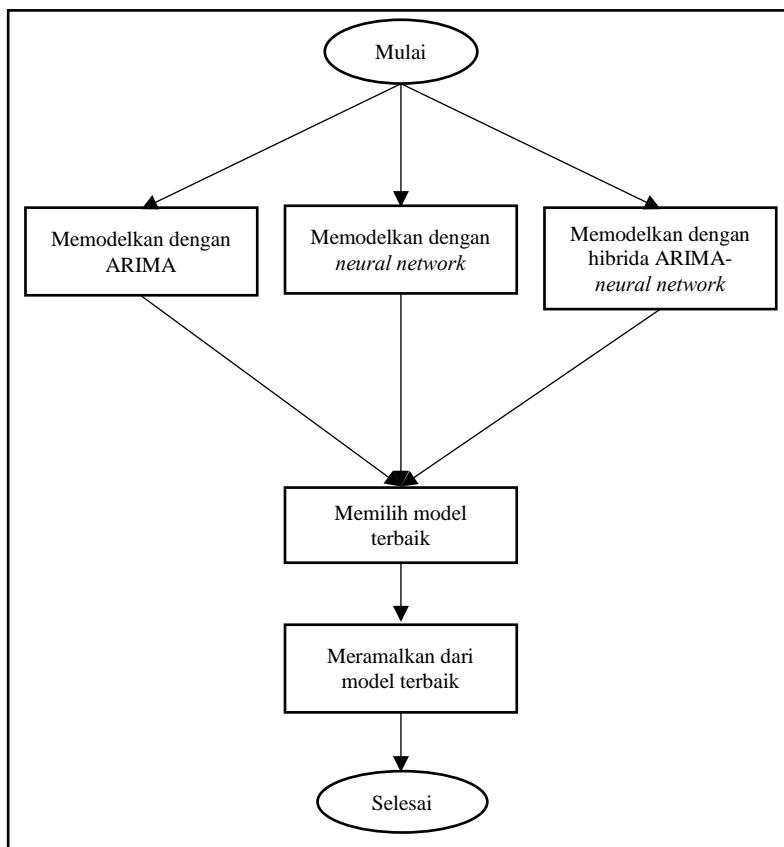 Mulai
Memodelkan dengan
ARIMA
Memodelkan dengan
neural network
Memodelkan dengan
hibrida ARIMA-
neural network
Memilih model
terbaik
Meramalkan dari
model terbaik
Selesai